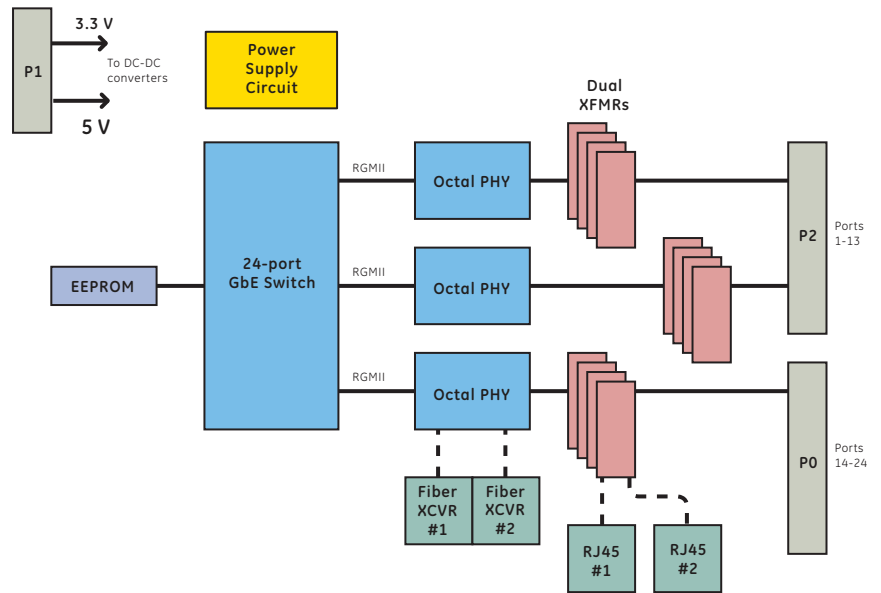 3.3 V
P1
To DC-DC
converters
5 V
Power
Supply
Circuit
Dual
XFMRs
RGMII
Octal PHY
P2
Ports
1-13
24-port
GbE Switch
RGMII
EEPROM
Octal PHY
RGMII
Octal PHY
P0
Ports
14-24
Fiber
XCVR
#1
Fiber
XCVR
#2
RJ45
#1
RJ45
#2